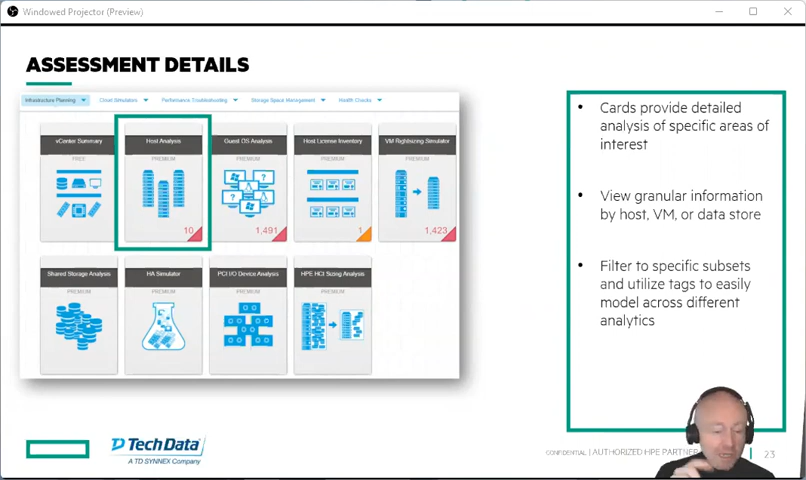 Windowed Projector (Preview)
ASSESSMENT DETAILS
Infrastructure Planning Cloud Simulators Performance Troubleshooting Storage Space Management Health Checks
vCenter Summary Host Analysis Guest OS Analysis Host License Inventory VM Rightsizing Simulator
FREE PREMIUM PREMIUM PREMIUM PREMIUM
10 1,491 1 1,423
Shared Storage Analysis HA Simulator PCI I/O Device Analysis HPE HCI Sizing Analysis
PREMIUM PREMIUM PREMIUM PREMIUM
• Cards provide detailed
analysis of specific areas of
interest
• View granular information
by host, VM, or data store
• Filter to specific subsets
and utilize tags to easily
model across different
analytics
TechData
A TD SYNNEX Company
CONFIDENTIAL | AUTHORIZED HPE PARTNER
23